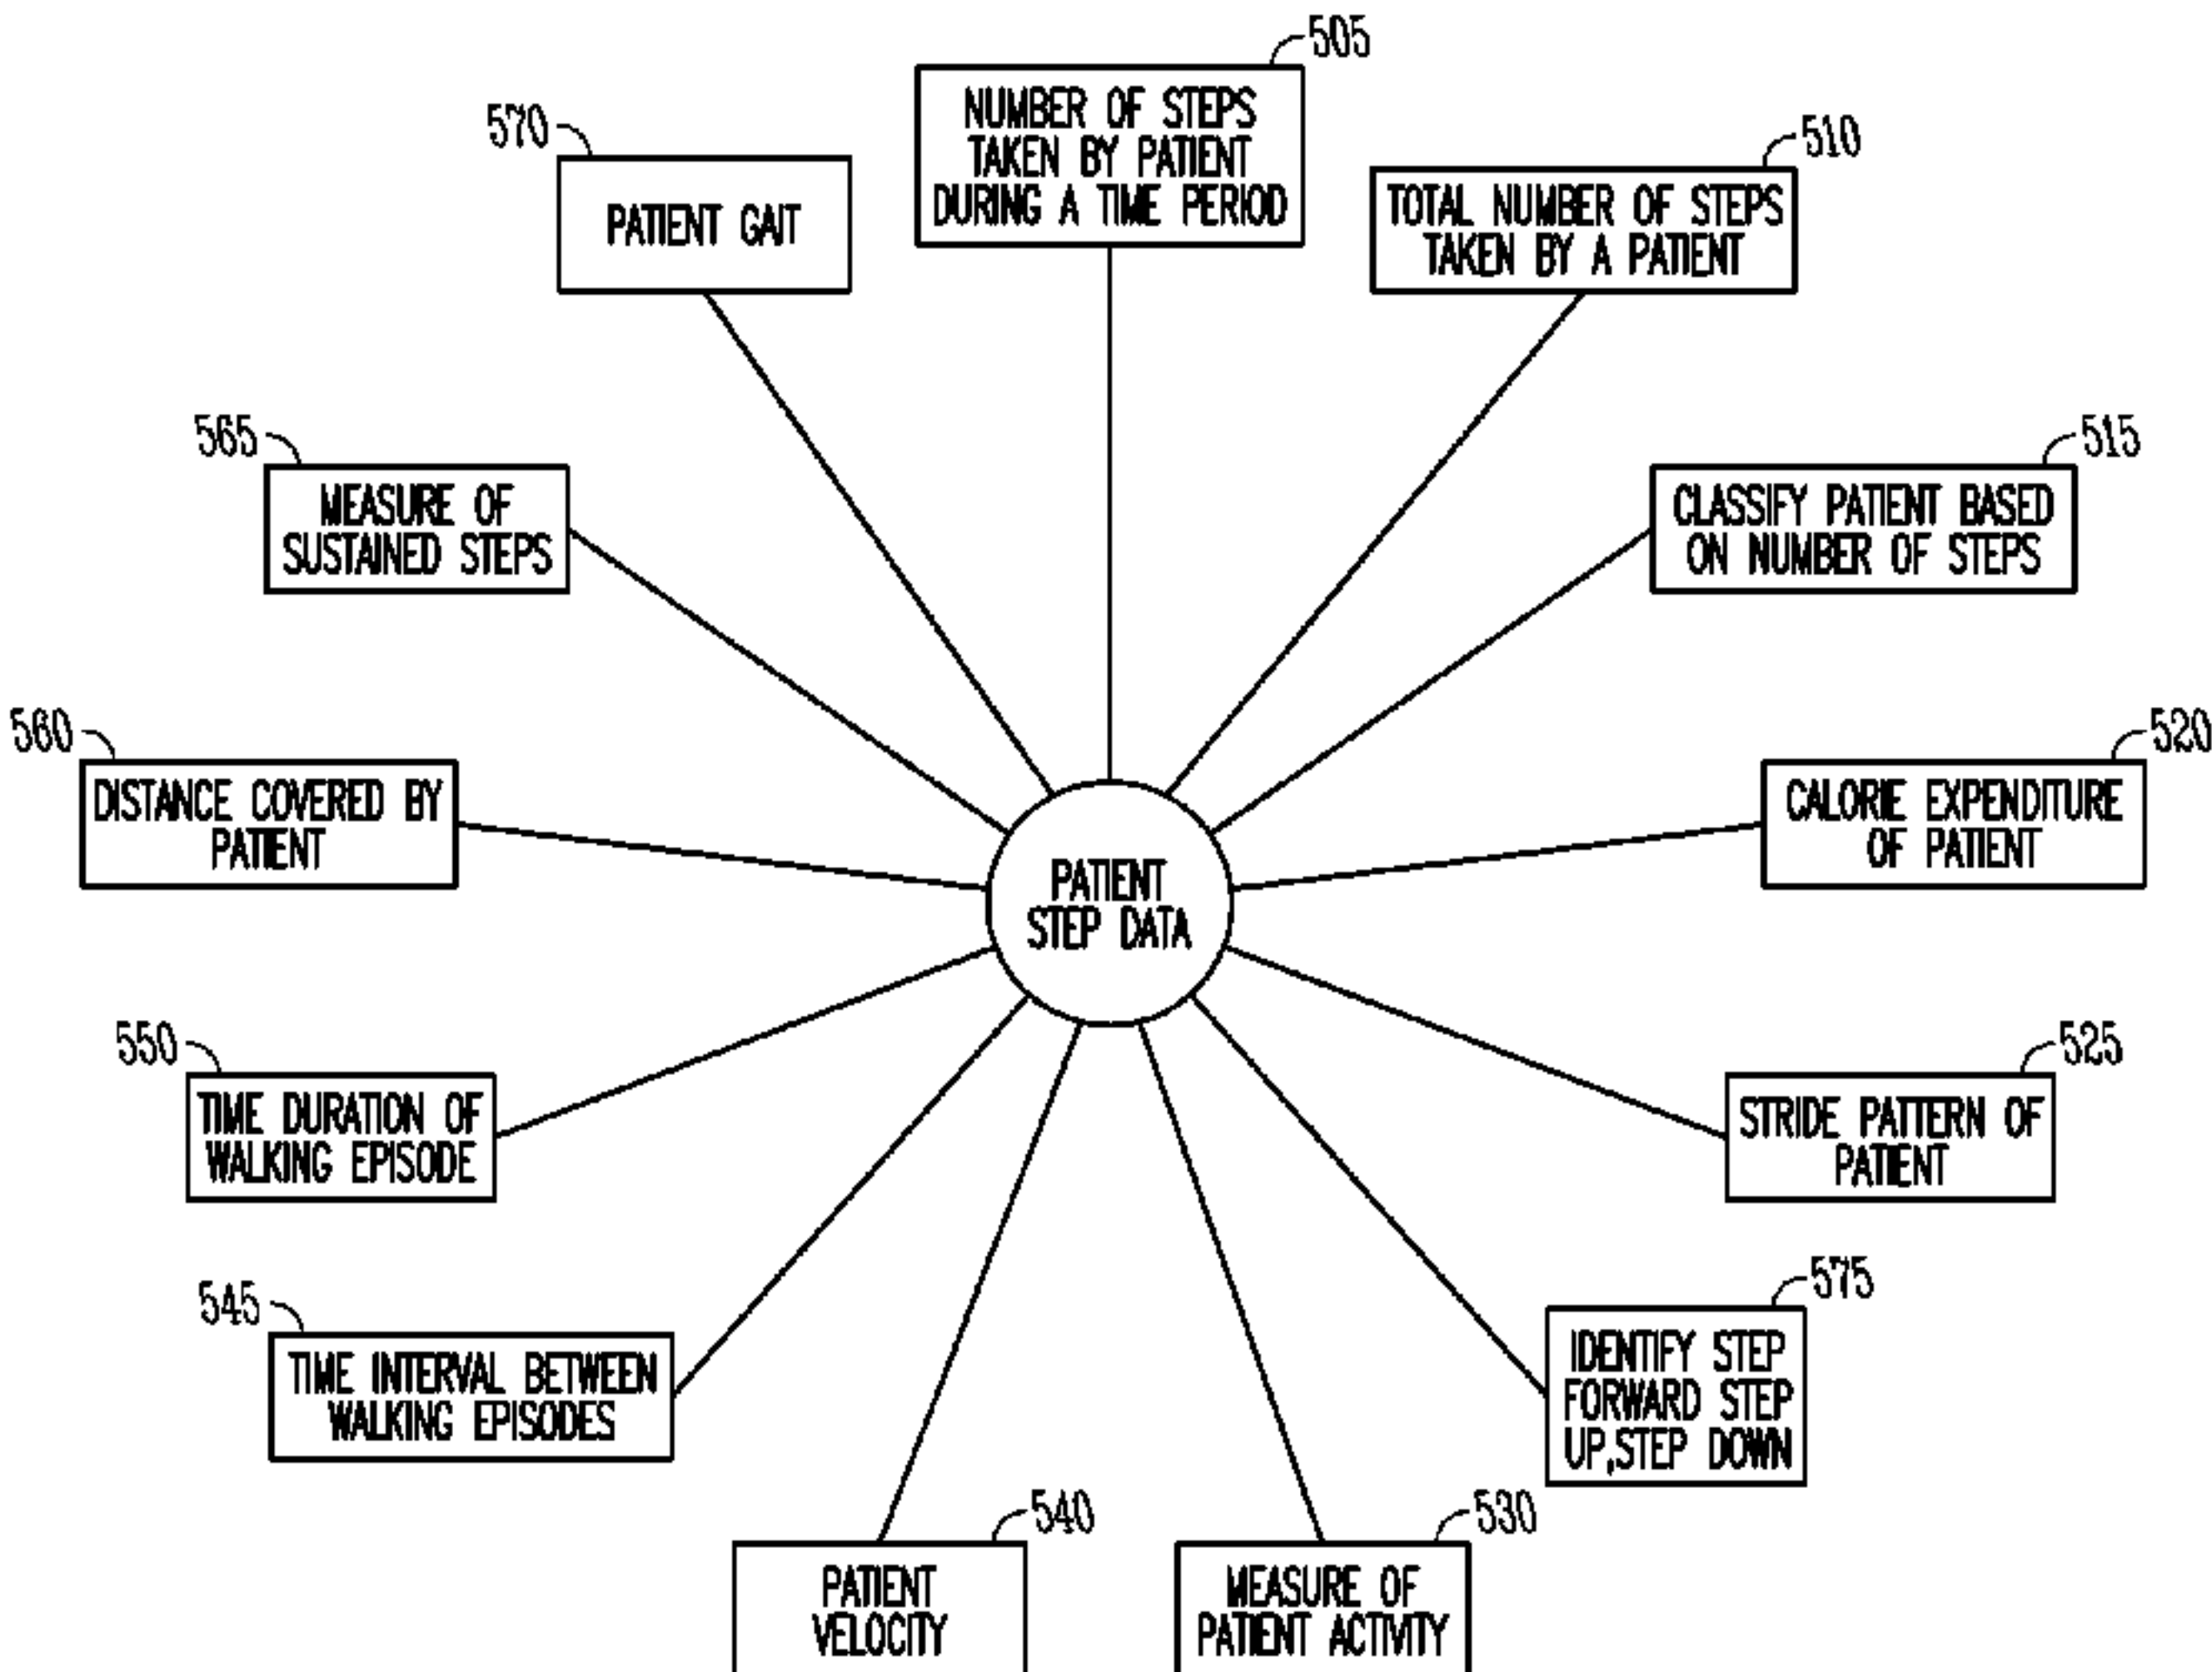 505
NUMBER OF STEPS
TAKEN BY PATIENT
DURING A TIME PERIOD
570
PATIENT GAIT
510
TOTAL NUMBER OF STEPS
TAKEN BY A PATIENT
565
MEASURE OF
SUSTAINED STEPS
515
CLASSIFY PATIENT BASED
ON NUMBER OF STEPS
560
DISTANCE COVERED BY
PATIENT
520
CALORIE EXPENDITURE
OF PATIENT
PATIENT
STEP DATA
550
TIME DURATION OF
WALKING EPISODE
525
STRIDE PATTERN OF
PATIENT
545
TIME INTERVAL BETWEEN
WALKING EPISODES
575
IDENTIFY STEP
FORWARD STEP
UP,STEP DOWN
540
PATIENT
VELOCITY
530
MEASURE OF
PATIENT ACTIVITY